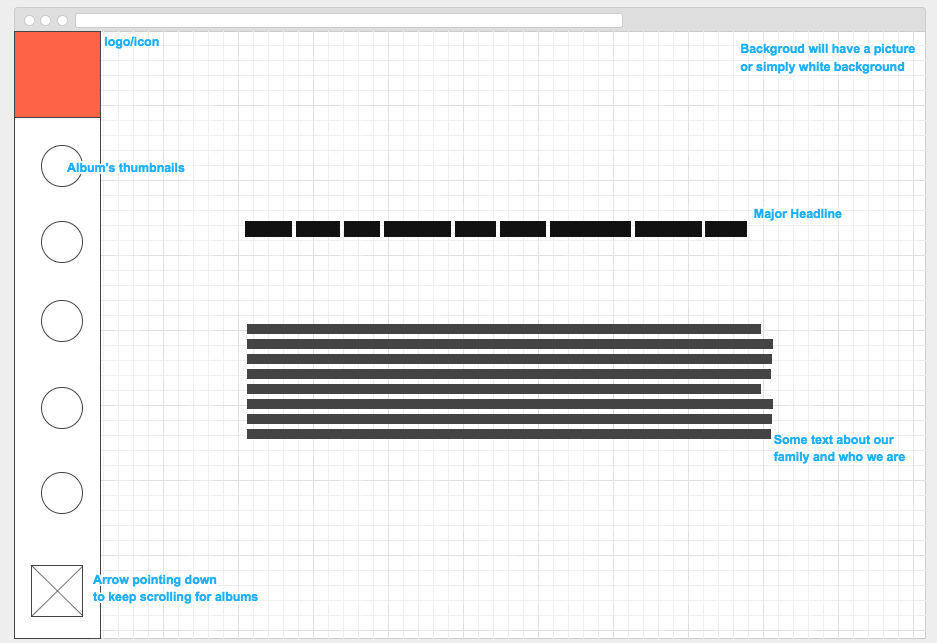 logo/icon
Backgroud will have a picture
or simply white background
Album's thumbnails
Major Headline
Some text about our
family and who we are
Arrow pointing down
to keep scrolling for albums